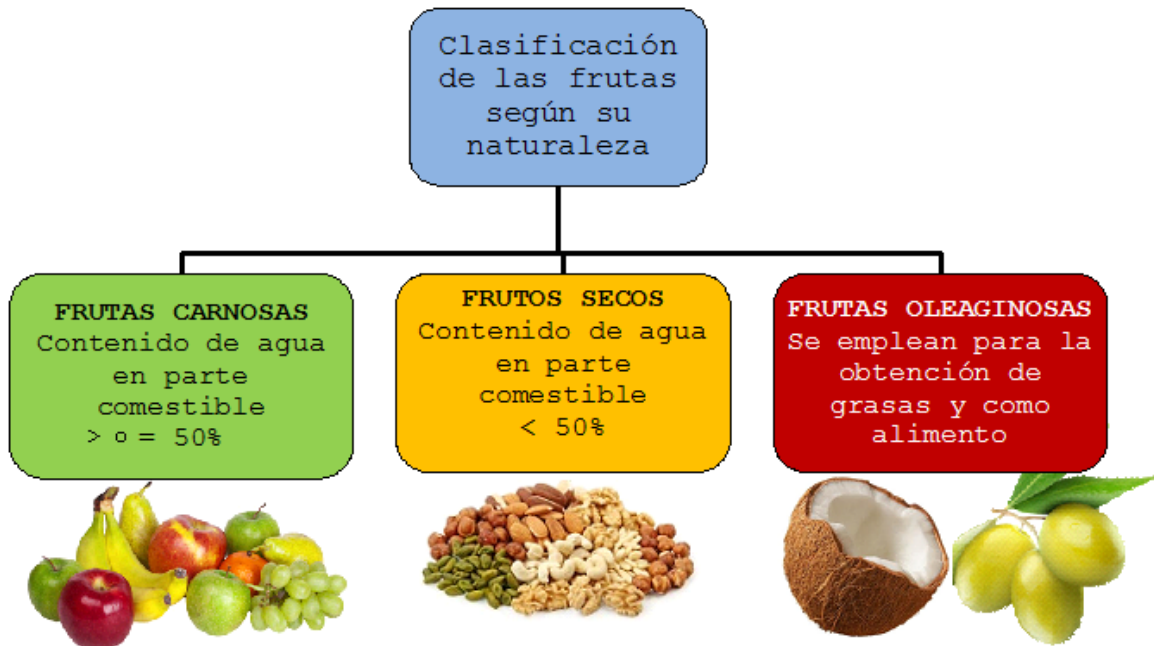 Clasificación
de las frutas
según su
naturaleza
FRUTAS CARNOSAS
Contenido de agua
en parte
comestible
> o = 50%
FRUTOS SECOS
Contenido de agua
en parte
comestible
< 50%
FRUTAS OLEAGINOSAS
Se emplean para la
obtención de
grasas y como
alimento